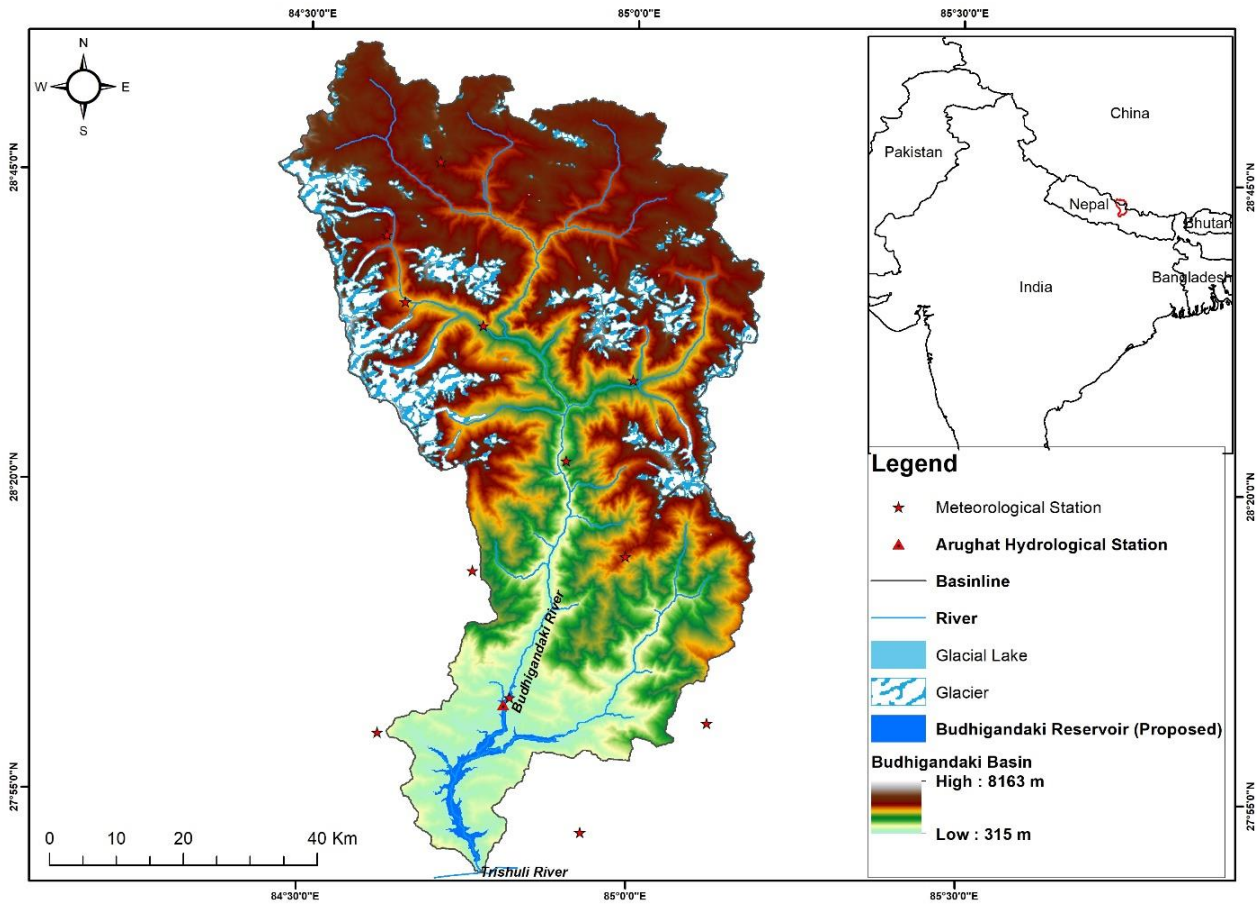 84°30'0"E
85°0'0"E
85°30'0"E
N
W
E
S
28°45'0"N
28°20'0"N
27°55'0"N
Budhigandaki River
Trishuli River
0
10
20
40 Km
China
Pakistan
Nepal
Bhutan
Bangladesh
India
28°45'0"N
28°20'0"N
27°55'0"N
Legend
Meteorological Station
Arughat Hydrological Station
Basinline
River
Glacial Lake
Glacier
Budhigandaki Reservoir (Proposed)
Budhigandaki Basin
High : 8163 m
Low : 315 m
84°30'0"E
85°0'0"E
85°30'0"E